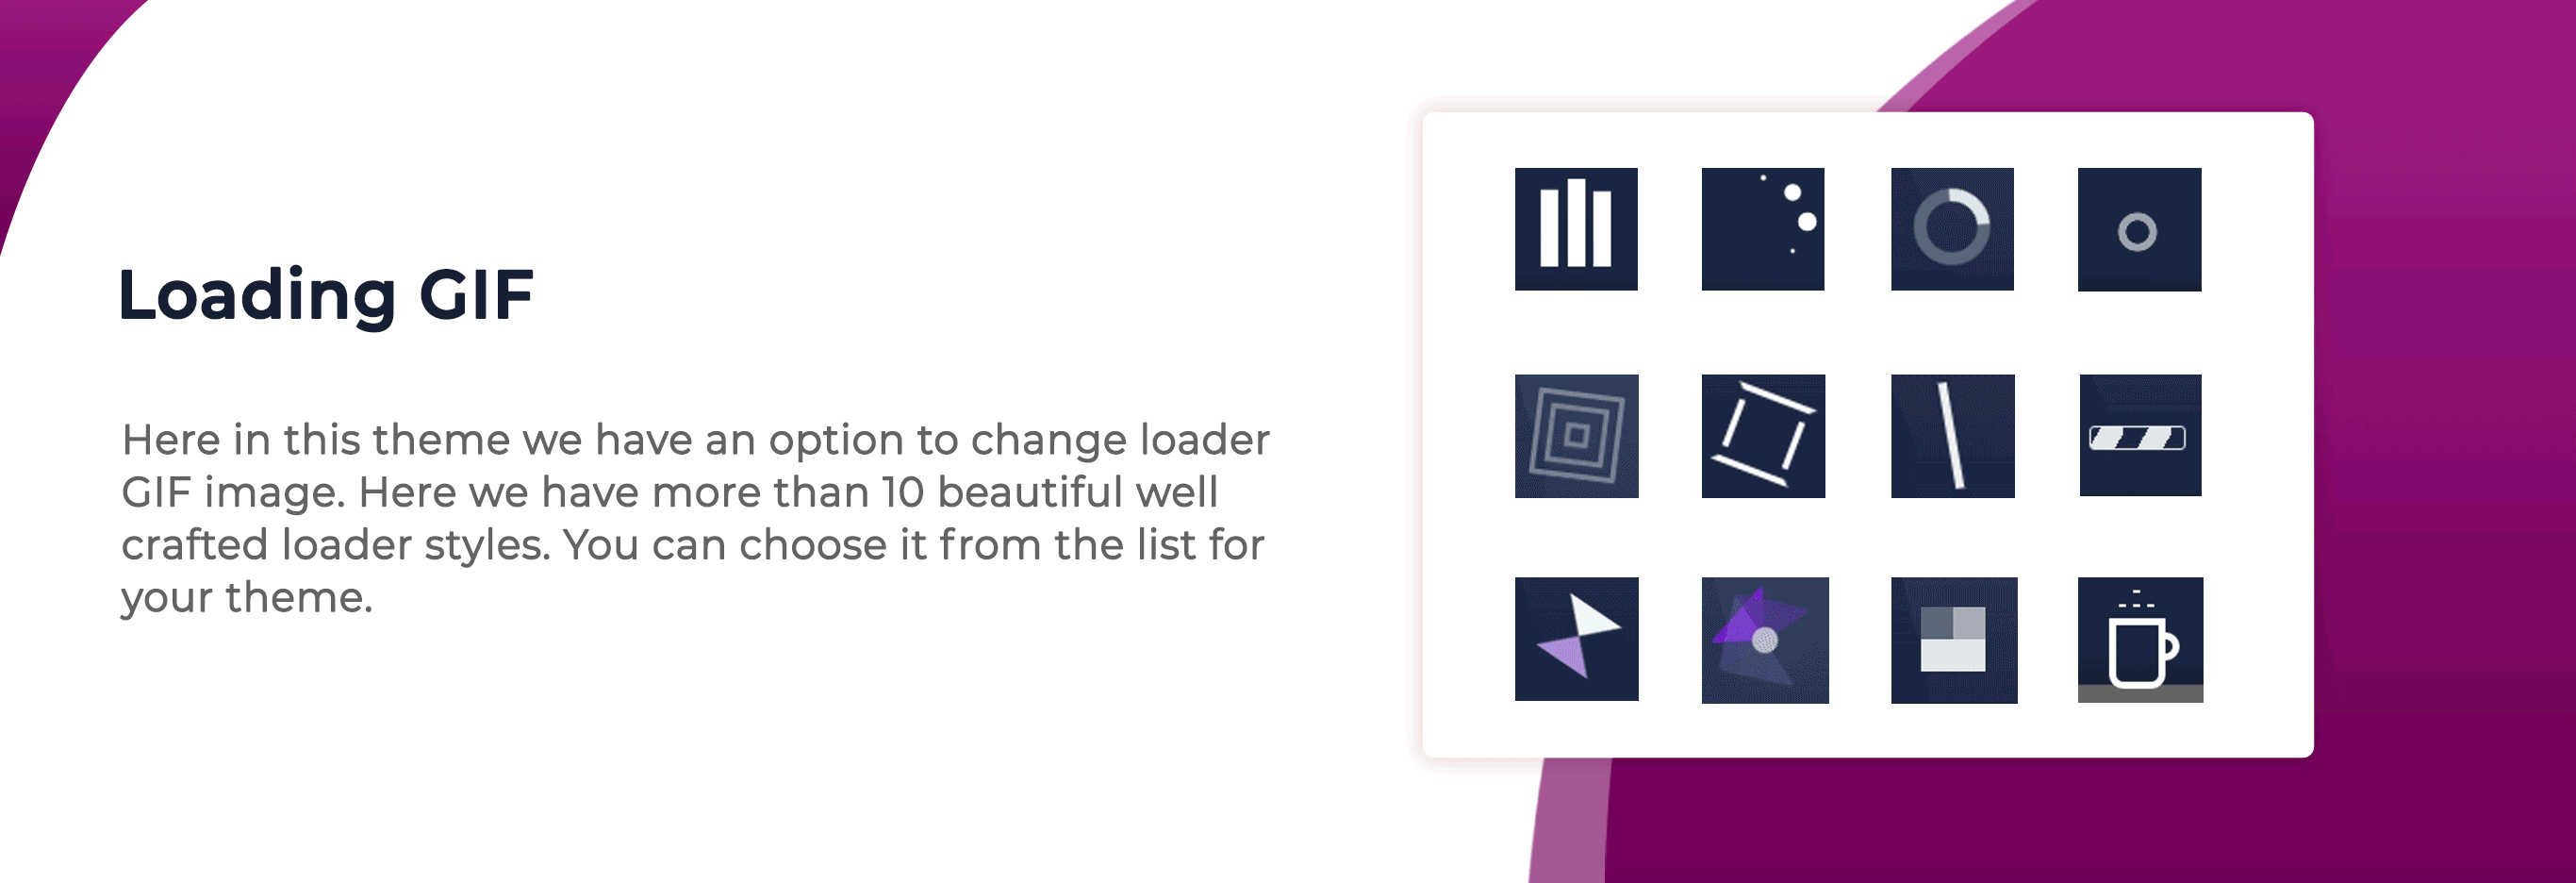 Loading GIF
Here in this theme we have an option to change loader
GIF image. Here we have more than 10 beautiful well
crafted loader styles. You can choose it from the list for
your theme.